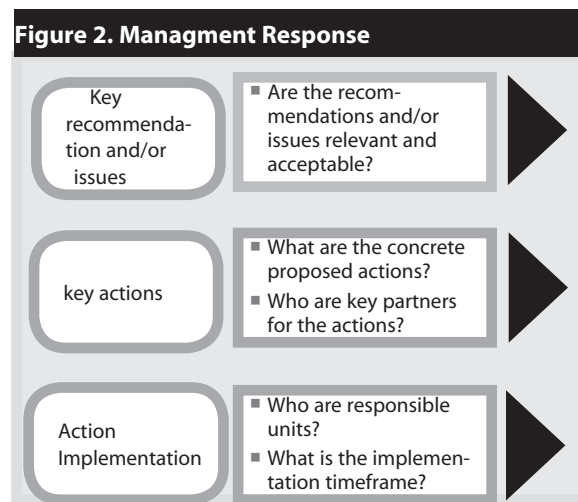 Figure 2. Managment Response
Key
recommenda-
tion and/or
issues
■ Are the recom-
mendations and/or
issues relevant and
acceptable?
key actions
■ What are the concrete
proposed actions?
■ Who are key partners
for the actions?
Action
Implementation
■ Who are responsible
units?
■ What is the implemen-
tation timeframe?